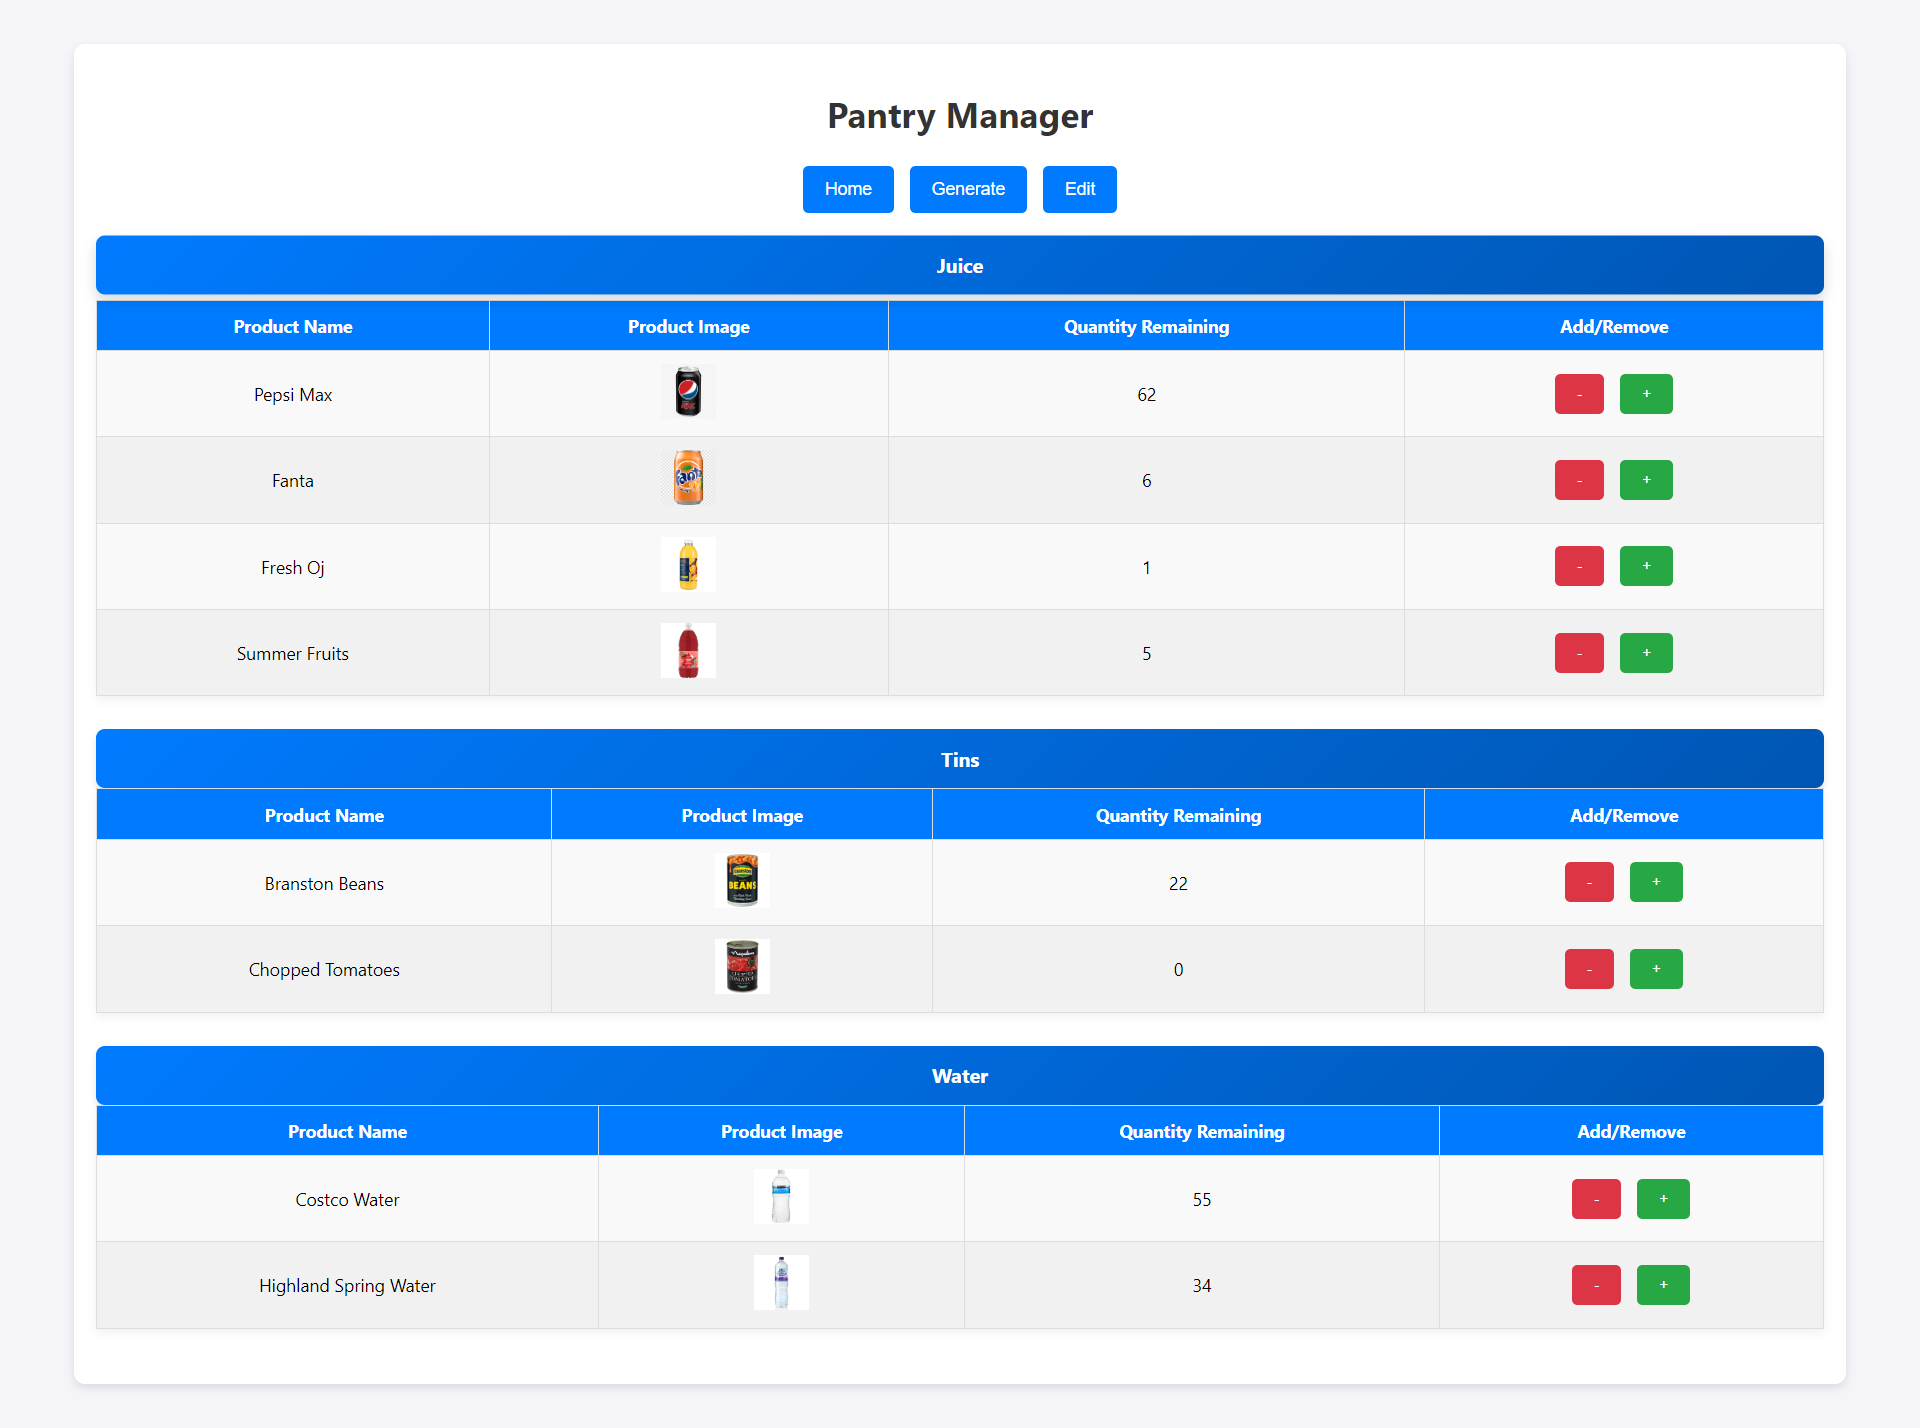 Pantry Manager
Home Generate Edit
Juice
Product Name Product Image Quantity Remaining Add/Remove
Pepsi Max 62 - +
Fanta Fanta 6 - +
Fresh Oj 1 - +
Summer Fruits 5 - +
Tins
Product Name Product Image Quantity Remaining Add/Remove
Branston Beans BEANS 22 - +
Chopped Tomatoes 0 - +
Water
Product Name Product Image Quantity Remaining Add/Remove
Costco Water 55 - +
Highland Spring Water 34 - +